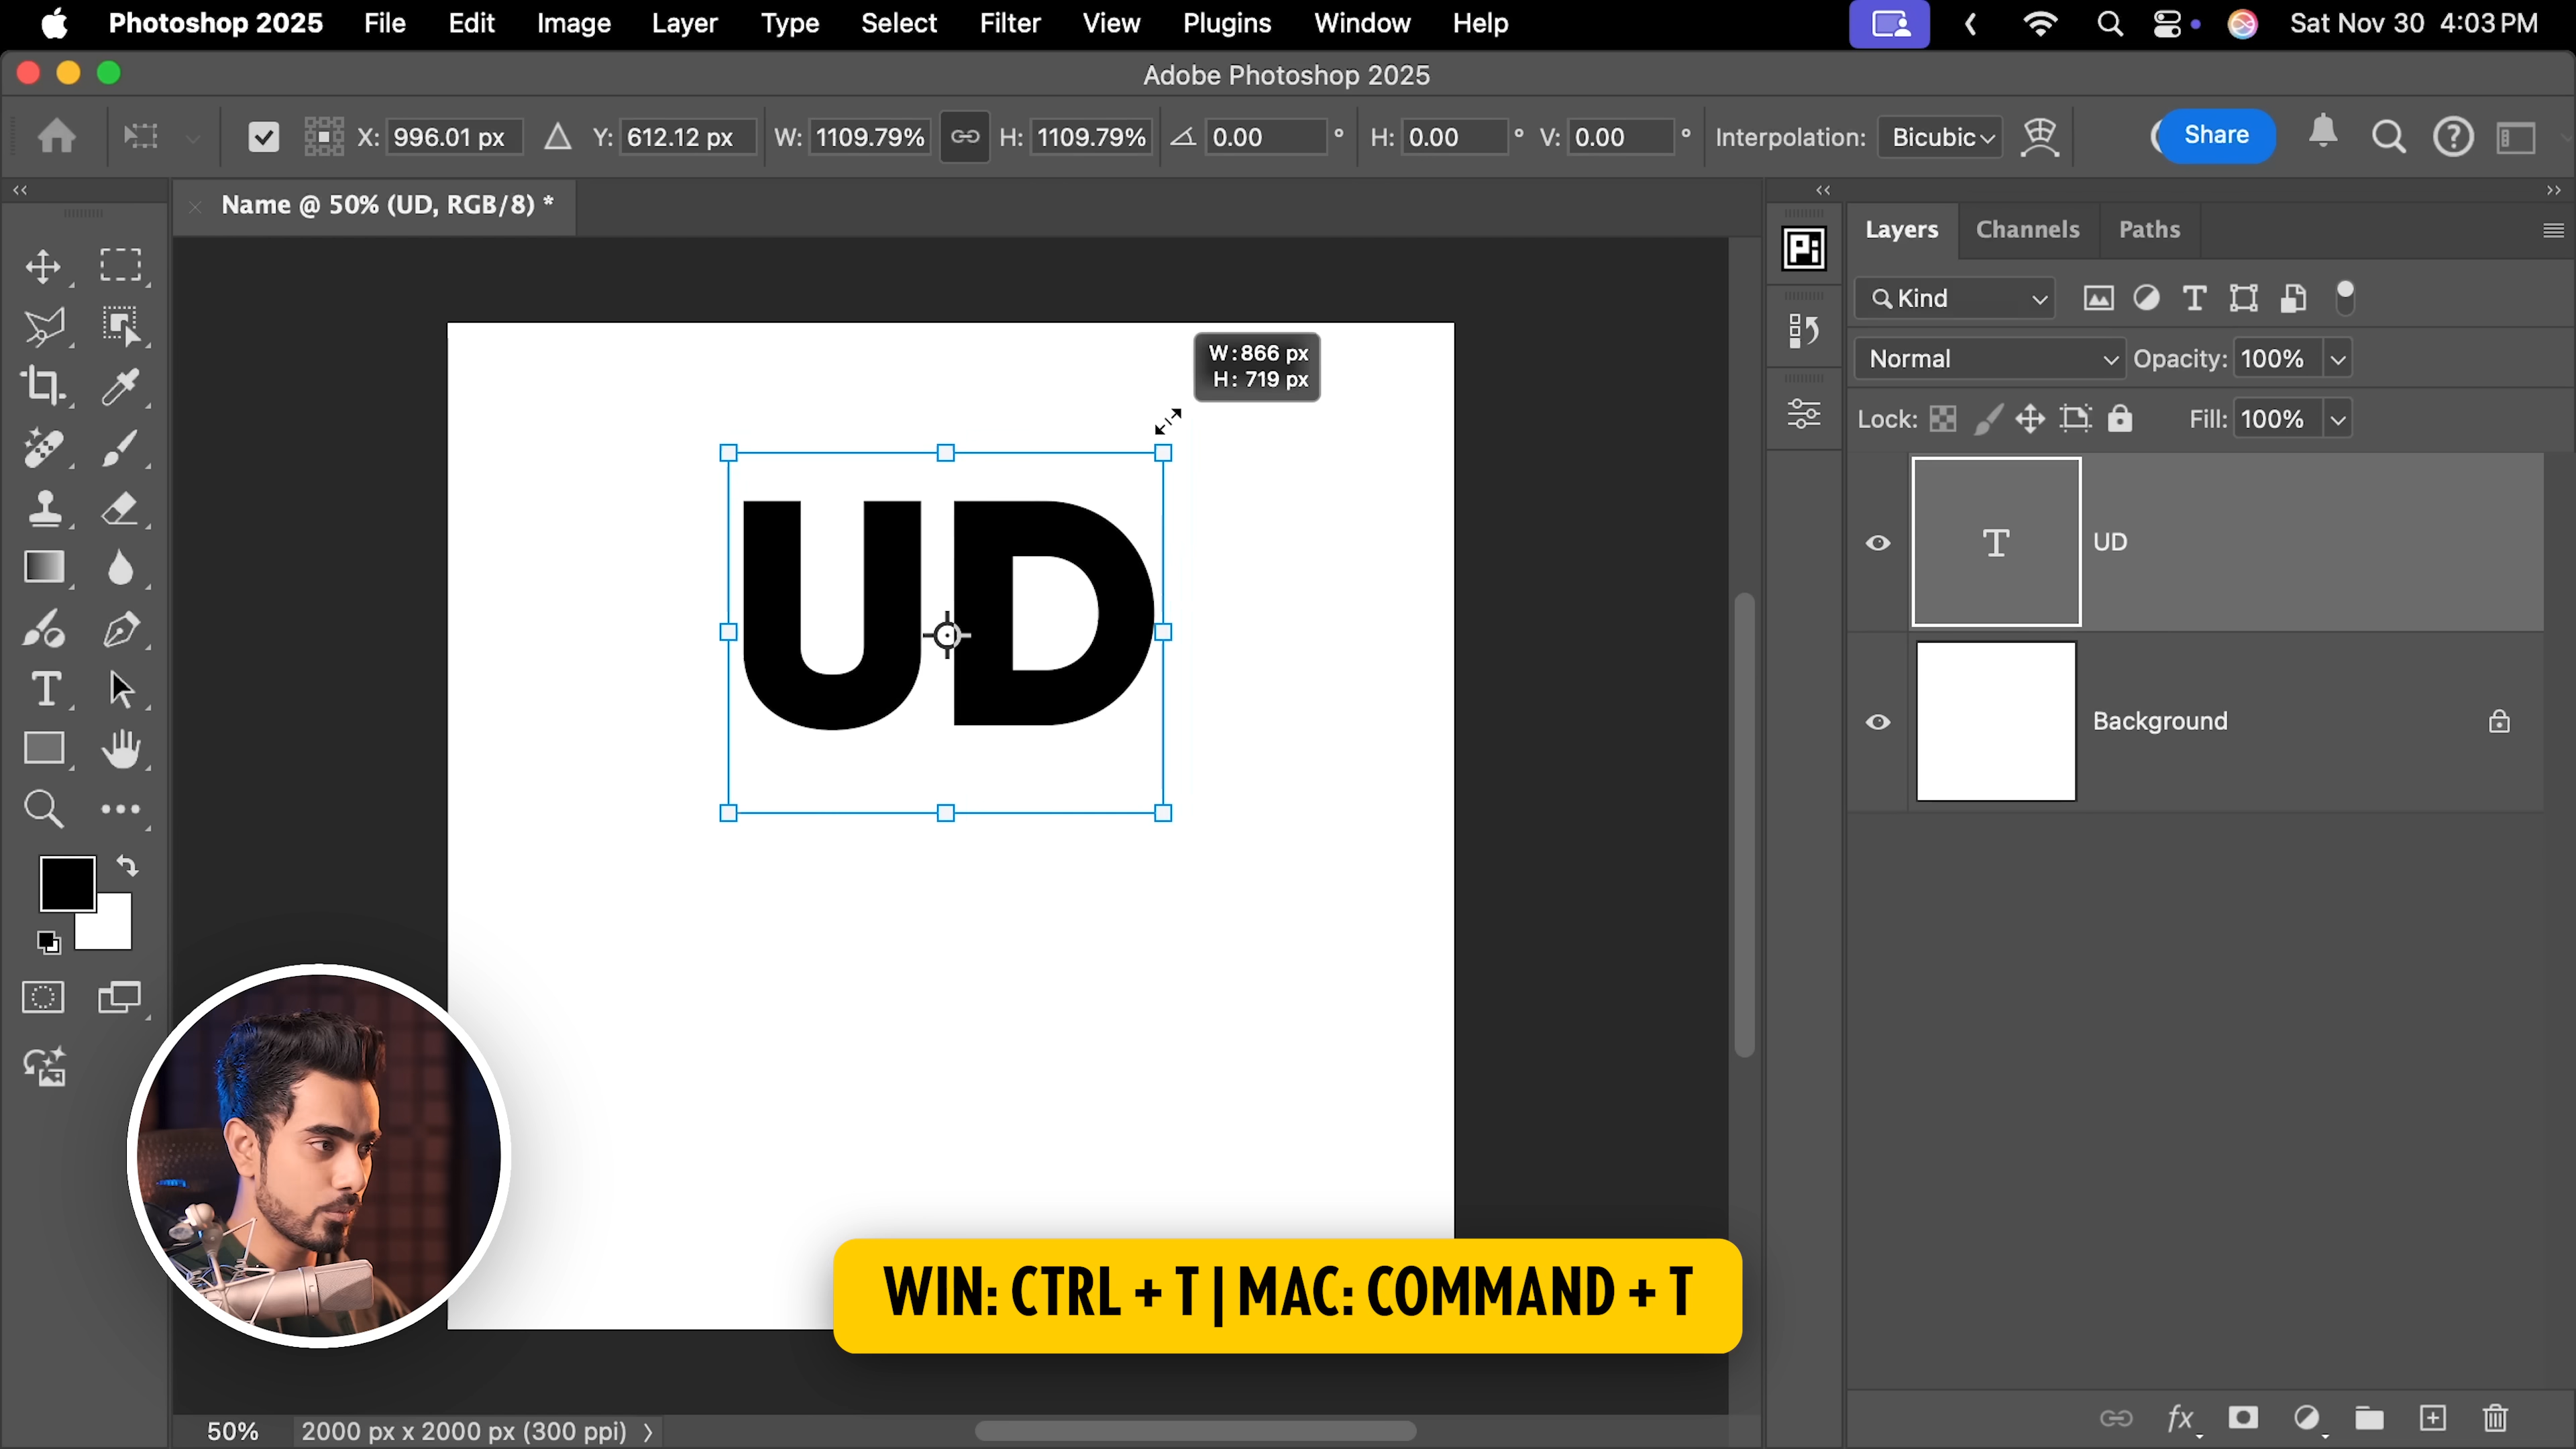 Photoshop 2025 File Edit Image Layer Type Select Filter View Plugins Window Help Sat Nov 30 4:03 PM
Adobe Photoshop 2025
X: 996.01 px Y: 612.12 px W: 1109.79% H: 1109.79% 0.00 ° H: 0.00 ° V: 0.00 ° Interpolation: Bicubic Share
Name @ 50% (UD, RGB/8) *
Layers Channels Paths
Pi
Kind
Normal Opacity: 100%
Lock: Fill: 100%
W: 866 px
H: 719 px
UD
T UD
Background
WIN: CTRL + T | MAC: COMMAND + T
50% 2000 px x 2000 px (300 ppi)
fx